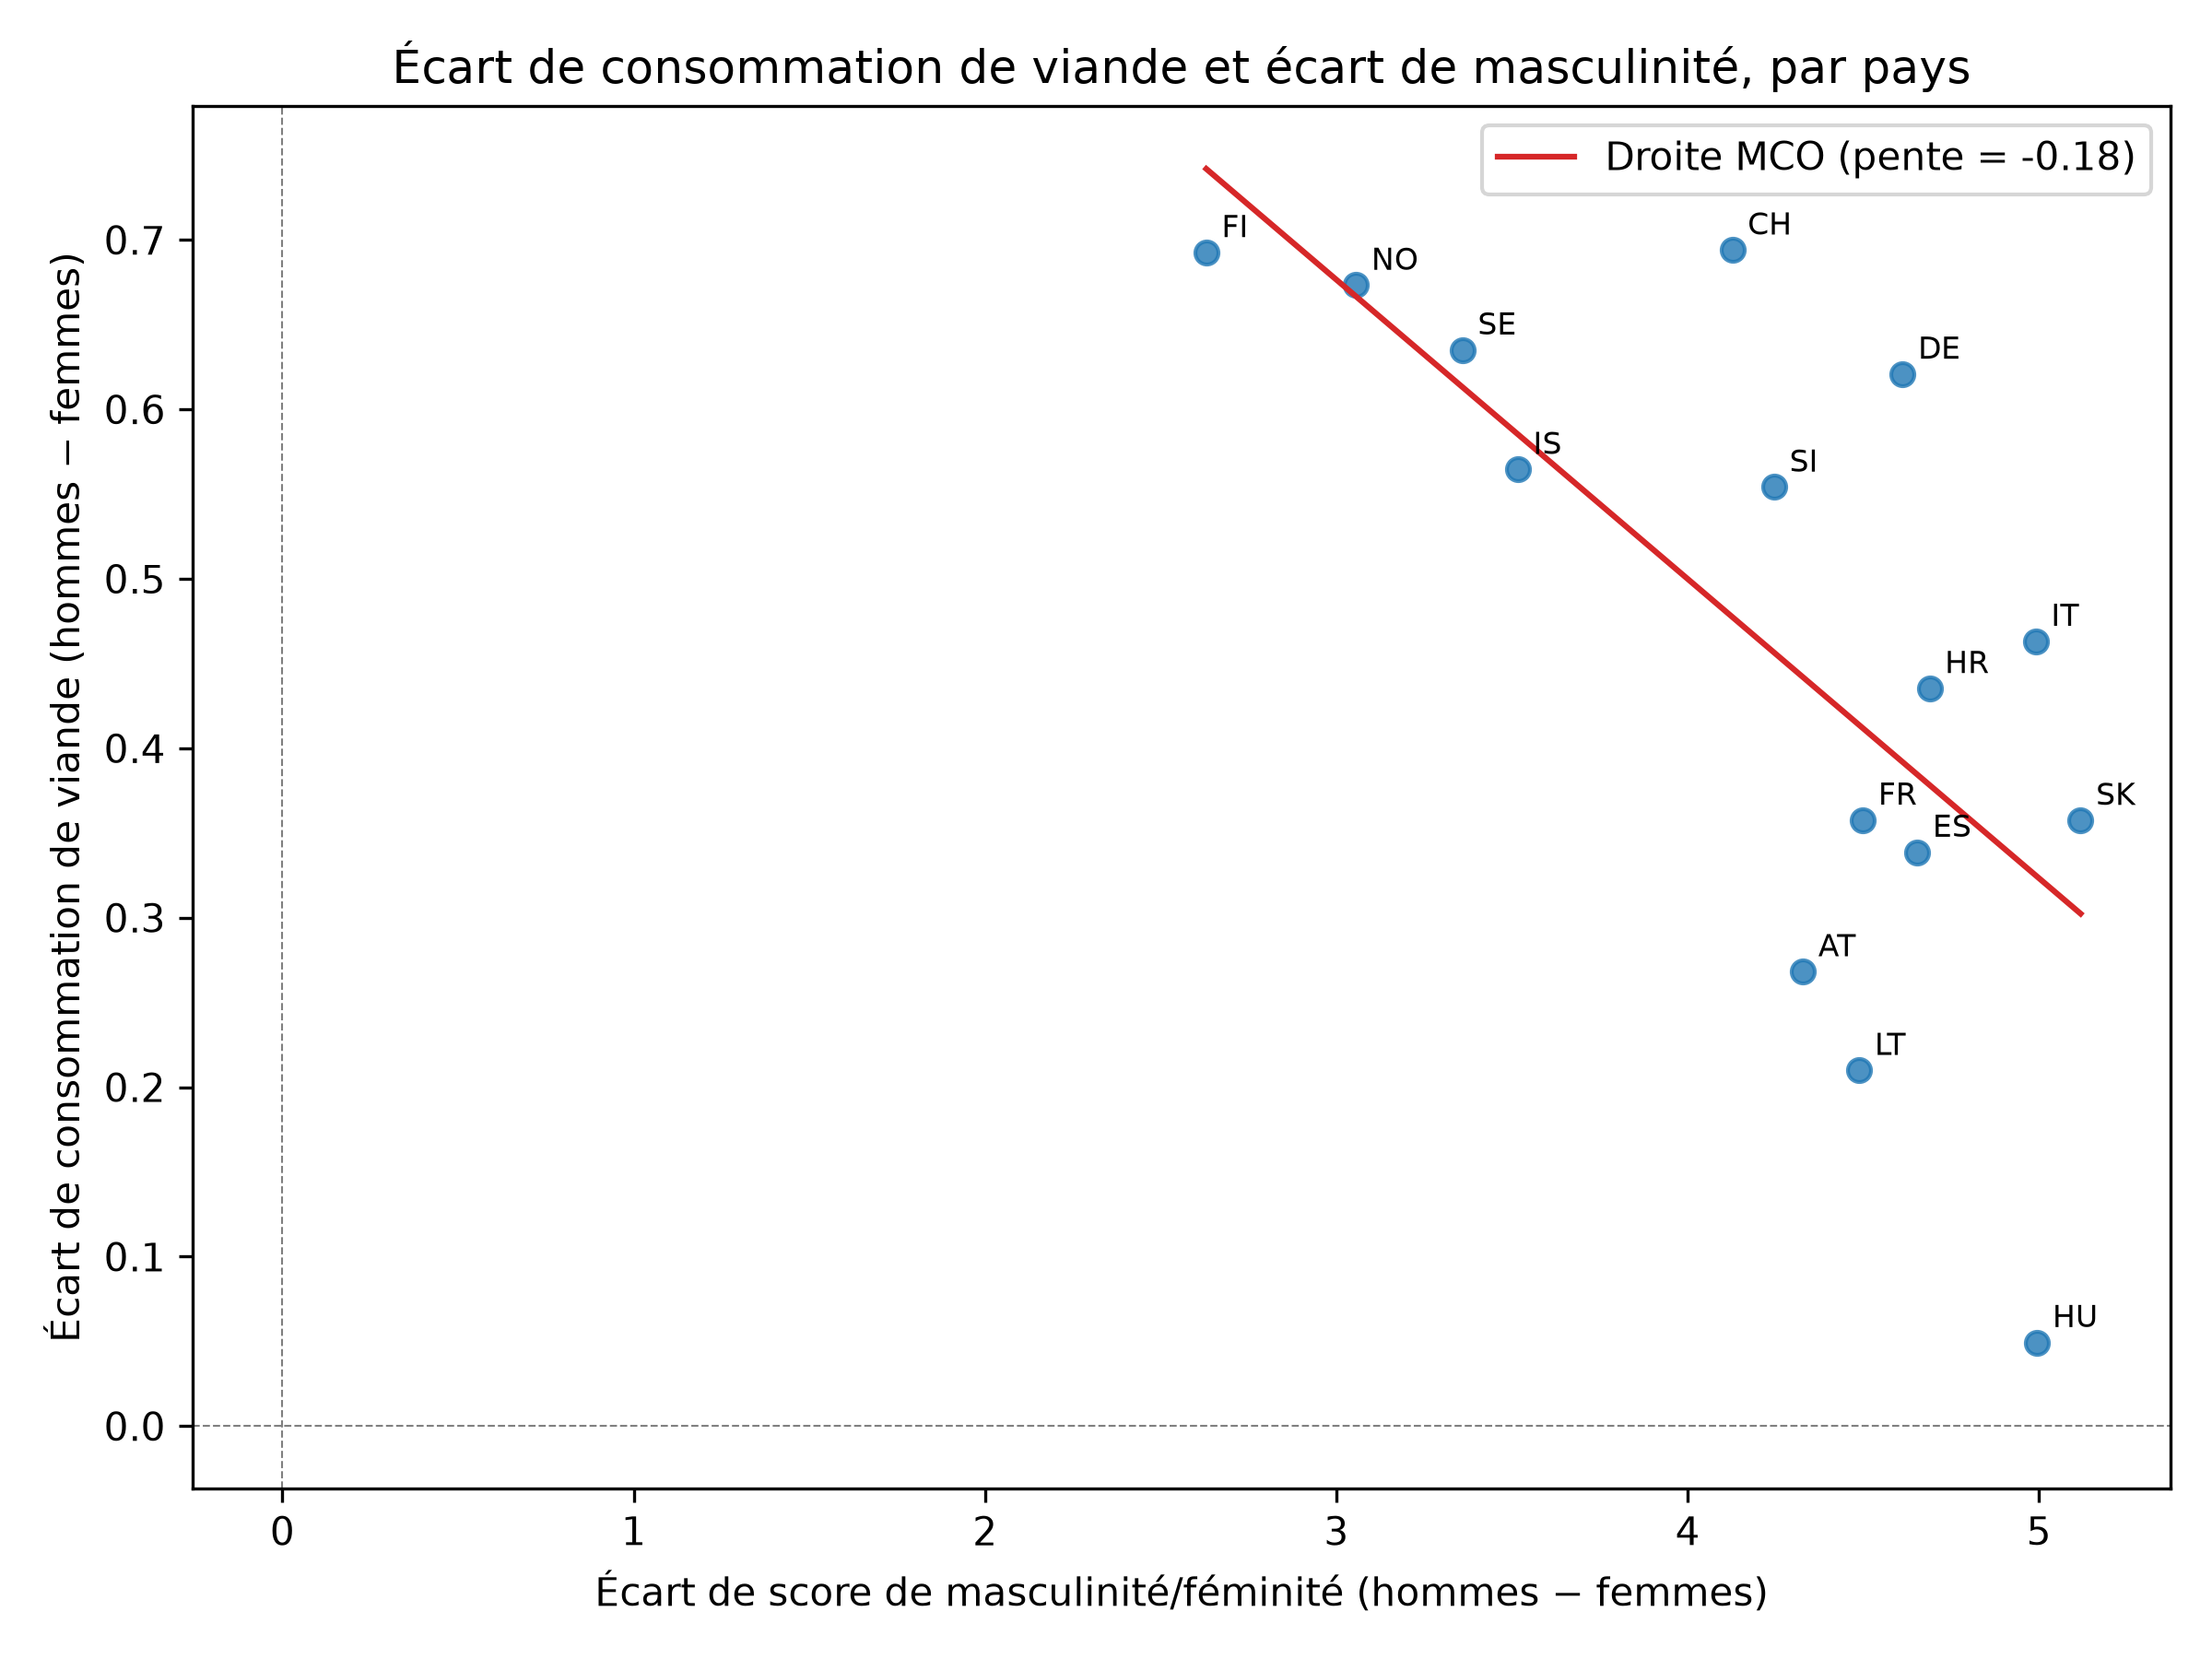 Écart de consommation de viande et écart de masculinité, par pays
Droite MCO (pente = -0.18)
Écart de consommation de viande (hommes − femmes)
0.7
0.6
0.5
0.4
0.3
0.2
0.1
0.0
FI
NO
SE
IS
CH
DE
SI
IT
HR
FR
ES
SK
AT
LT
HU
0
1
2
3
4
5
Écart de score de masculinité/féminité (hommes − femmes)